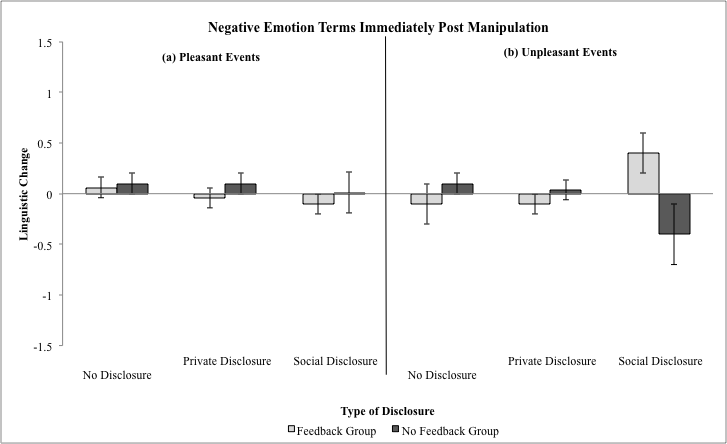 Negative Emotion Terms Immediately Post Manipulation
(a) Pleasant Events
(b) Unpleasant Events
1.5
1
0.5
0
-0.5
-1
-1.5
Linguistic Change
No Disclosure
Private Disclosure
Social Disclosure
No Disclosure
Private Disclosure
Social Disclosure
Type of Disclosure
Feedback Group
No Feedback Group